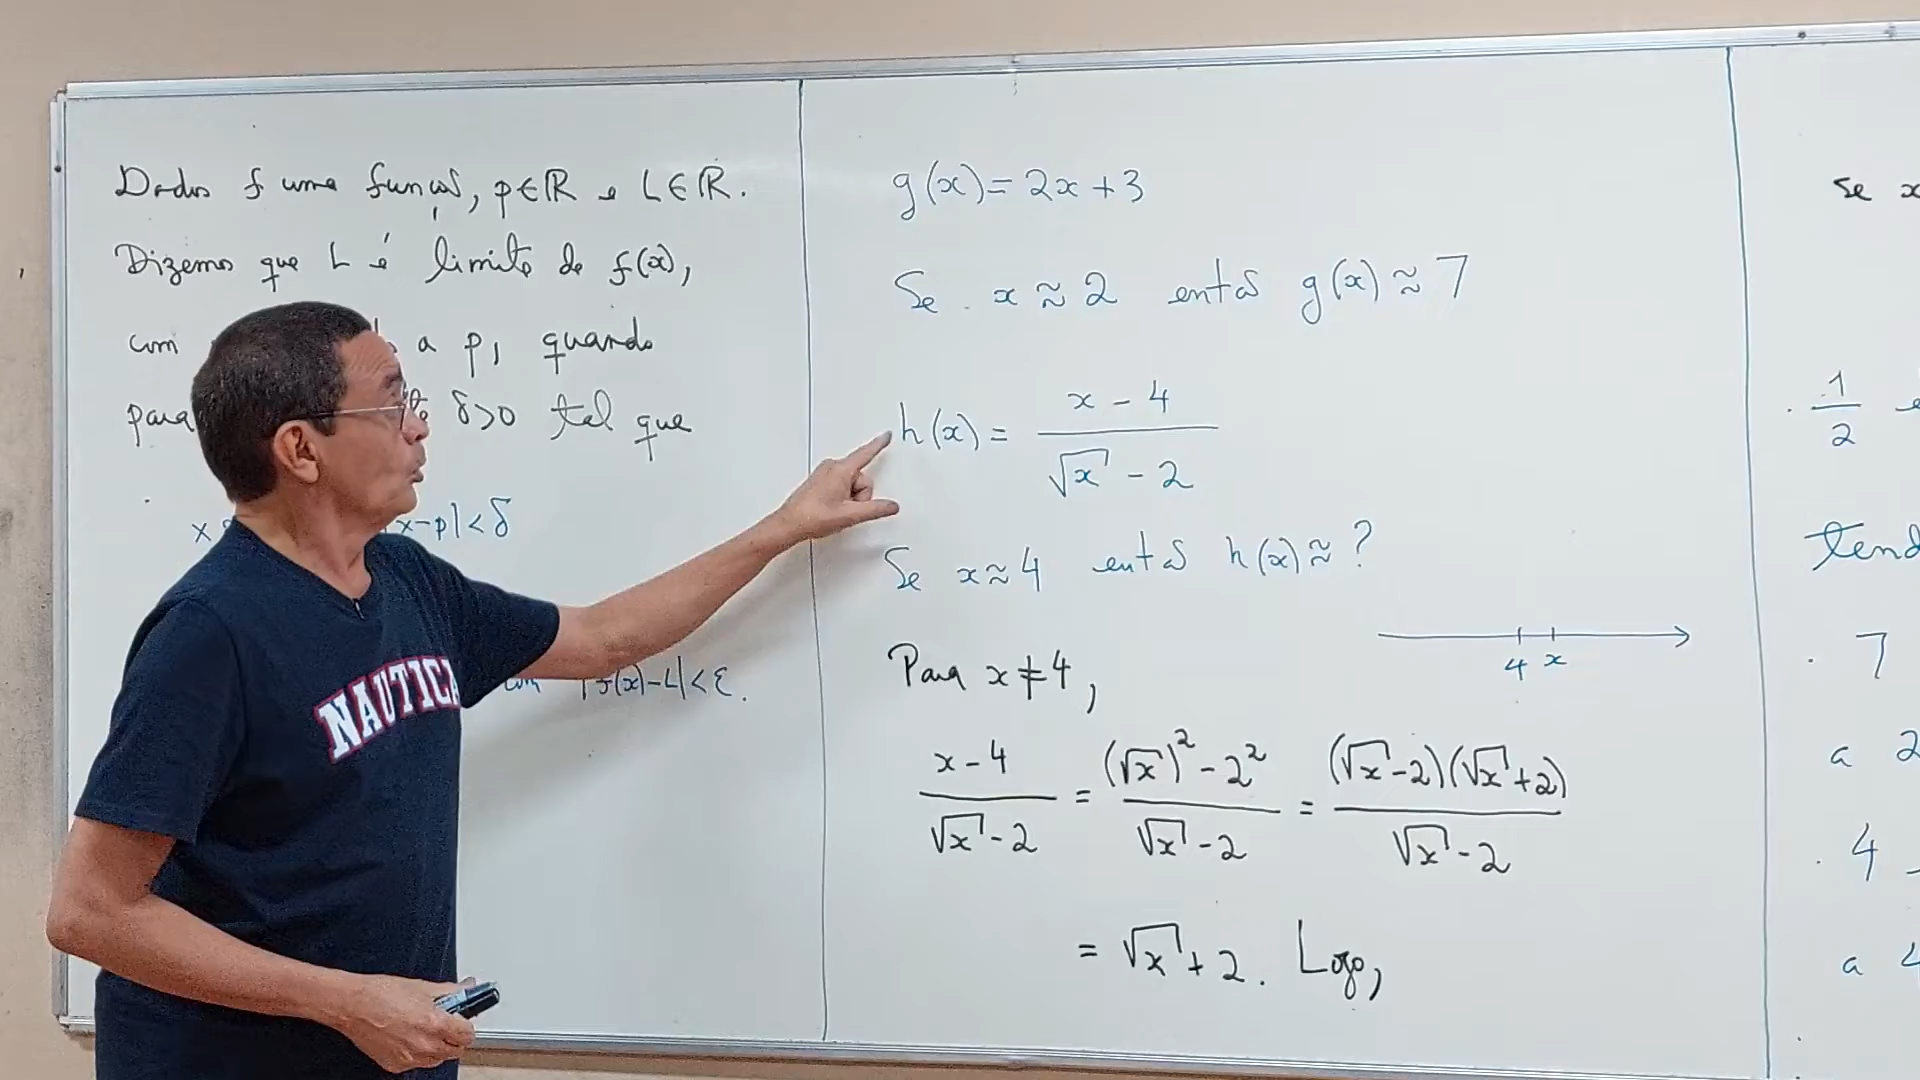 Dados f uma função, p∈ℝ e L∈ℝ.
Dizemos que L é limite de f(x),
com a p, quando
para δ>0 tal que
x x-p|<δ
com |f(x)-L|<ε.
NAUTICA
g(x)=2x+3
Se x≈2 então g(x)≈7
h(x)= (x-4)/(√x-2)
Se x≈4 então h(x)≈?
4 x
Para x≠4,
(x-4)/(√x-2) = ((√x)²-2²)/(√x-2) = ((√x-2)(√x+2))/(√x-2)
= √x+2. Logo,
Se x
1/2 e
tend
7
a 2
4
a 4